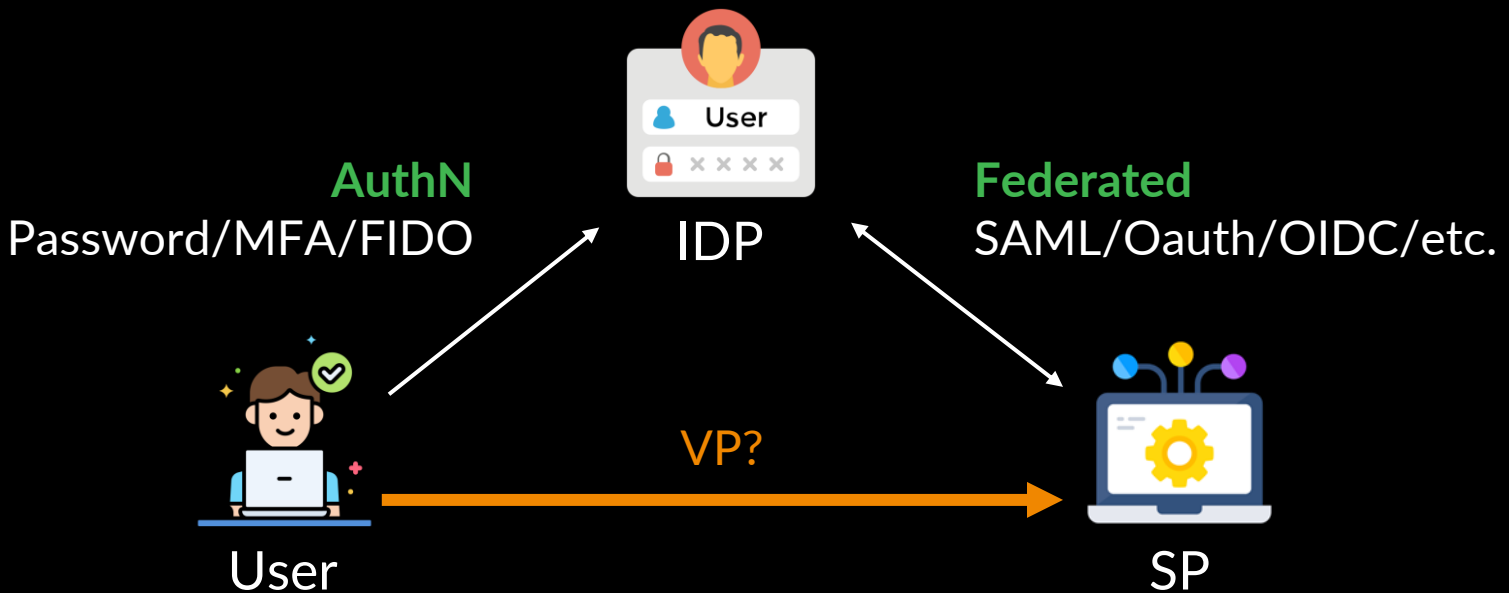 User
× × × ×
AuthN
Password/MFA/FIDO
IDP
Federated
SAML/Oauth/OIDC/etc.
VP?
User
SP